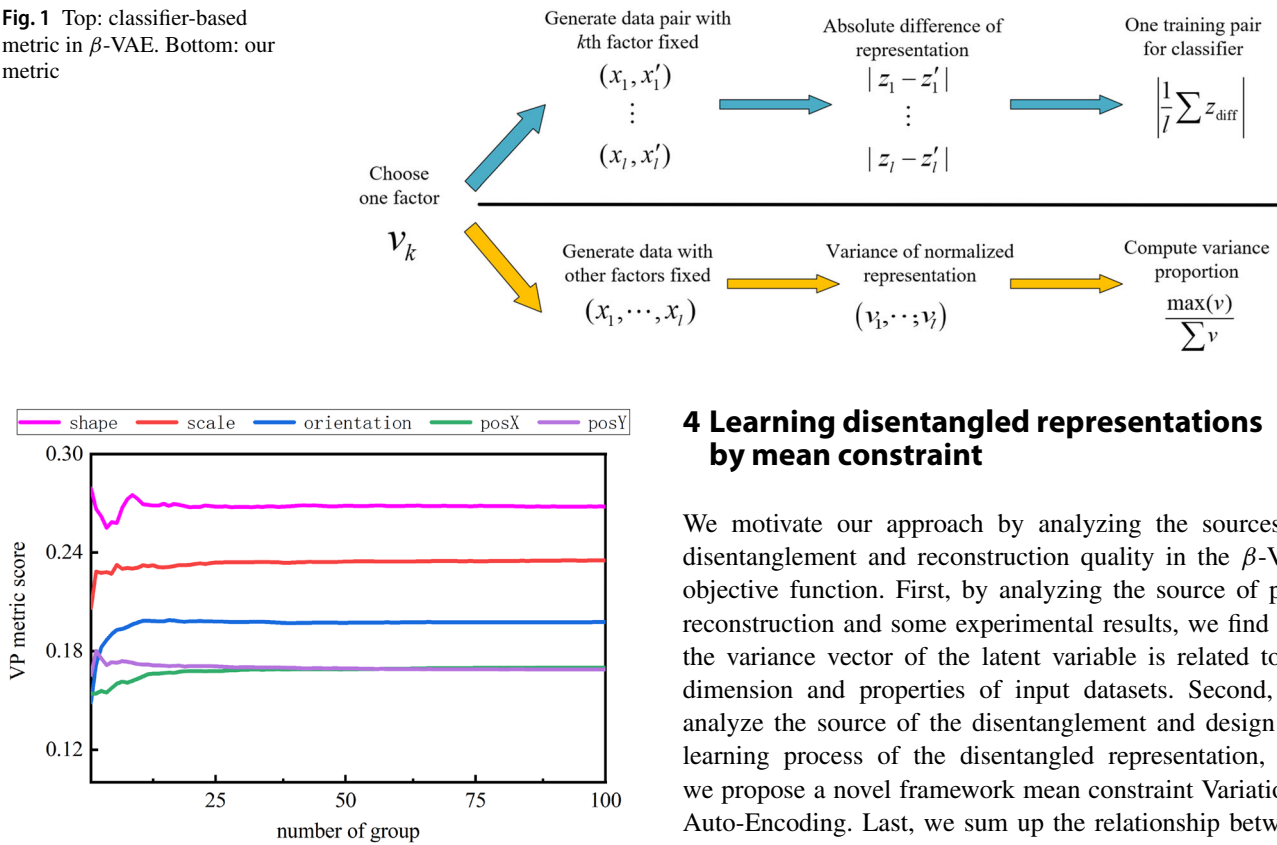 Fig. 1 Top: classifier-based
metric in β-VAE. Bottom: our
metric
Generate data pair with
kth factor fixed
(x₁, x₁′)
⋮
(xₗ, xₗ′)
Absolute difference of
representation
| z₁ − z₁′ |
⋮
| zₗ − zₗ′ |
One training pair
for classifier
|1/l ∑ z_diff|
Choose
one factor
v_k
Generate data with
other factors fixed
(x₁, ⋯, xₗ)
Variance of normalized
representation
(v₁, ⋯; vₗ)
Compute variance
proportion
max(v)
∑ v
shape scale orientation posX posY
0.30
0.24
0.18
0.12
VP metric score
25 50 75 100
number of group
4 Learning disentangled representations
by mean constraint
We motivate our approach by analyzing the sources
disentanglement and reconstruction quality in the β-V
objective function. First, by analyzing the source of p
reconstruction and some experimental results, we find
the variance vector of the latent variable is related to
dimension and properties of input datasets. Second,
analyze the source of the disentanglement and design
learning process of the disentangled representation,
we propose a novel framework mean constraint Variatio
Auto-Encoding. Last, we sum up the relationship betw